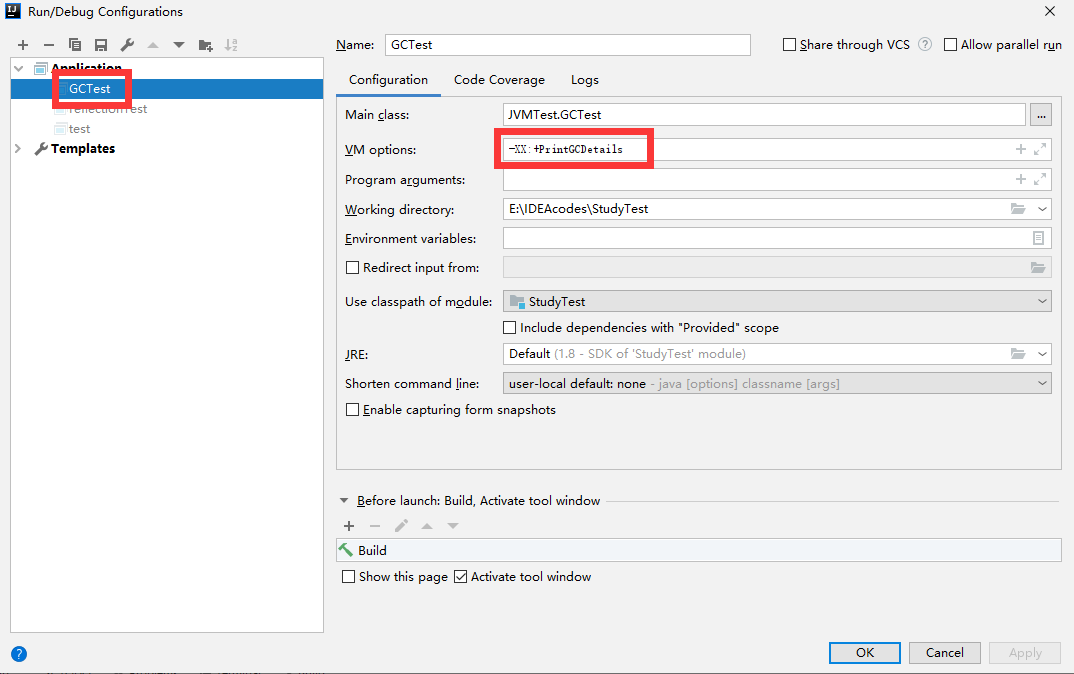 IJ Run/Debug Configurations
Name: GCTest Share through VCS ? Allow parallel run
Application
GCTest
reflectionTest
test
Templates
Configuration Code Coverage Logs
Main class: JVMTest.GCTest ...
VM options: -XX:+PrintGCDetails
Program arguments:
Working directory: E:\IDEAcodes\StudyTest
Environment variables:
Redirect input from:
Use classpath of module: StudyTest
Include dependencies with "Provided" scope
JRE: Default (1.8 - SDK of 'StudyTest' module)
Shorten command line: user-local default: none - java [options] classname [args]
Enable capturing form snapshots
Before launch: Build, Activate tool window
Build
Show this page Activate tool window
? OK Cancel Apply